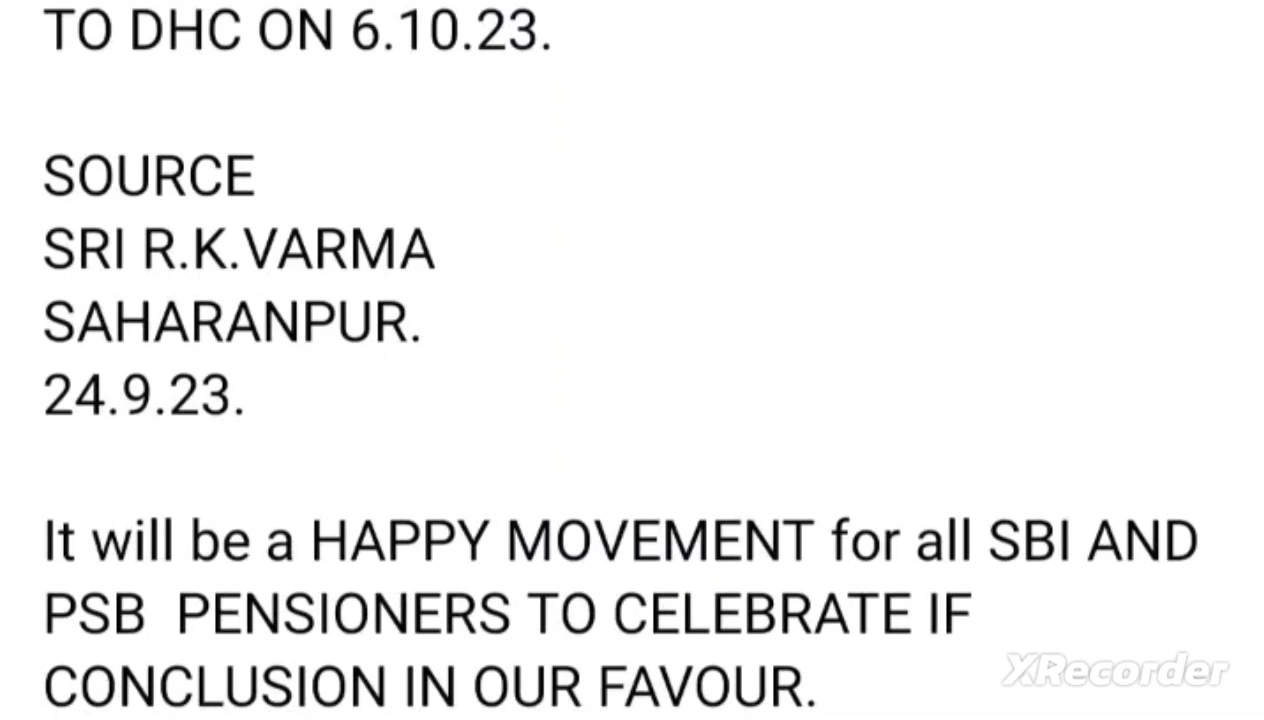 TO DHC ON 6.10.23.
SOURCE
SRI R.K.VARMA
SAHARANPUR.
24.9.23.
It will be a HAPPY MOVEMENT for all SBI AND
PSB  PENSIONERS TO CELEBRATE IF
CONCLUSION IN OUR FAVOUR.
XRecorder